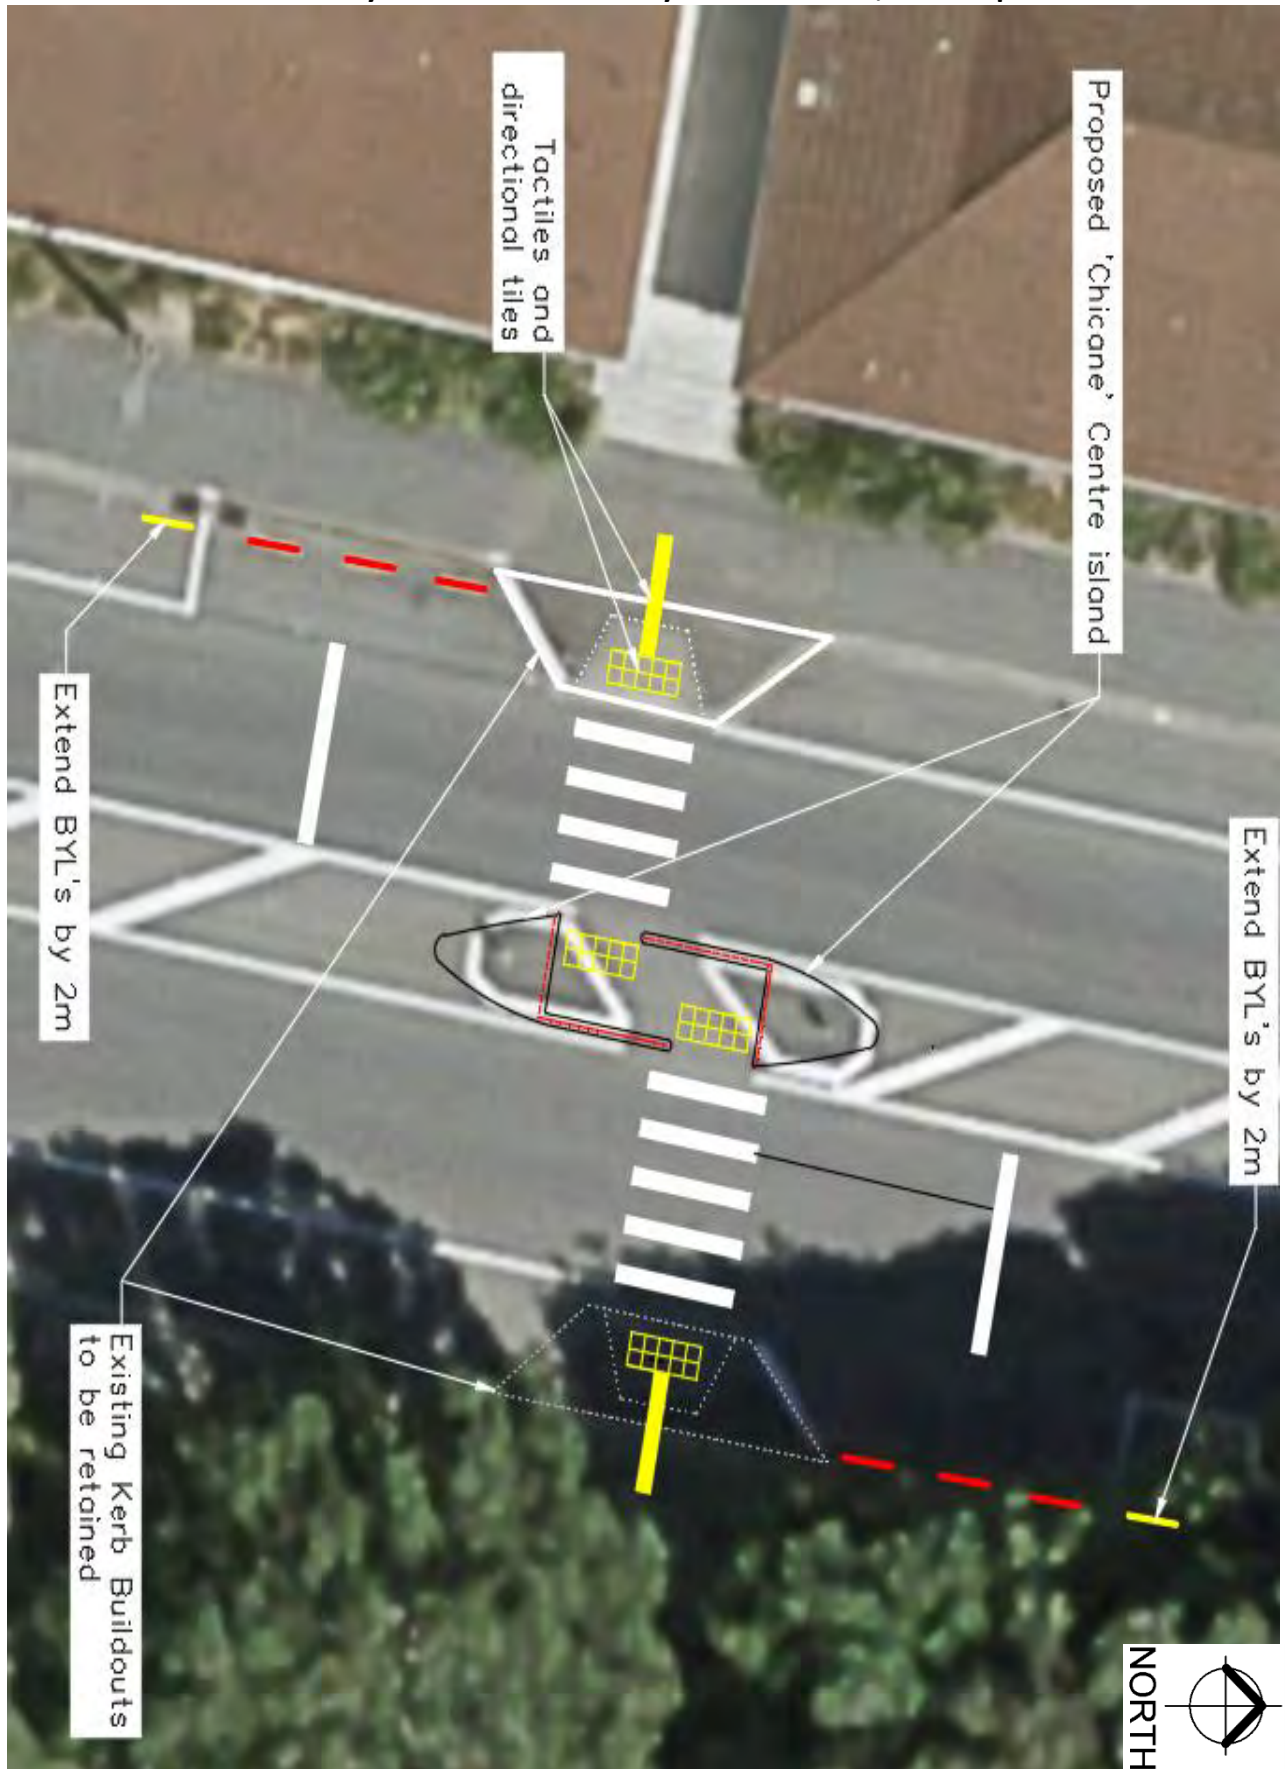 Proposed 'Chicane' Centre island
Tactiles and
directional tiles
Extend BYL's by 2m
Extend BYL's by 2m
Existing Kerb Buildouts
to be retained
NORTH